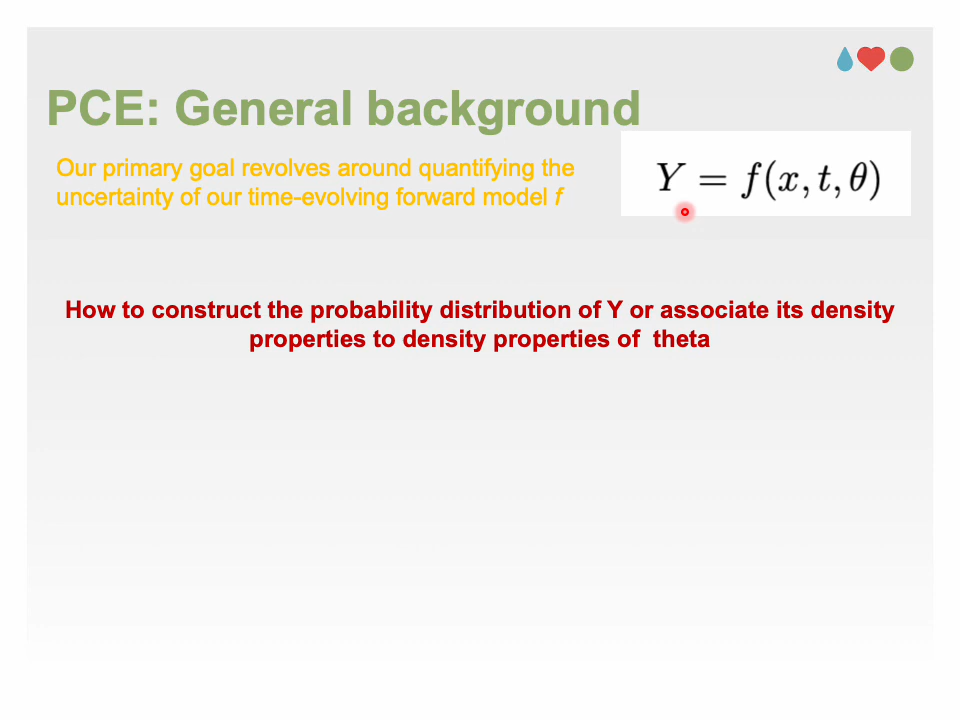 PCE: General background
Our primary goal revolves around quantifying the
uncertainty of our time-evolving forward model f
Y = f(x, t, θ)
How to construct the probability distribution of Y or associate its density
properties to density properties of  theta